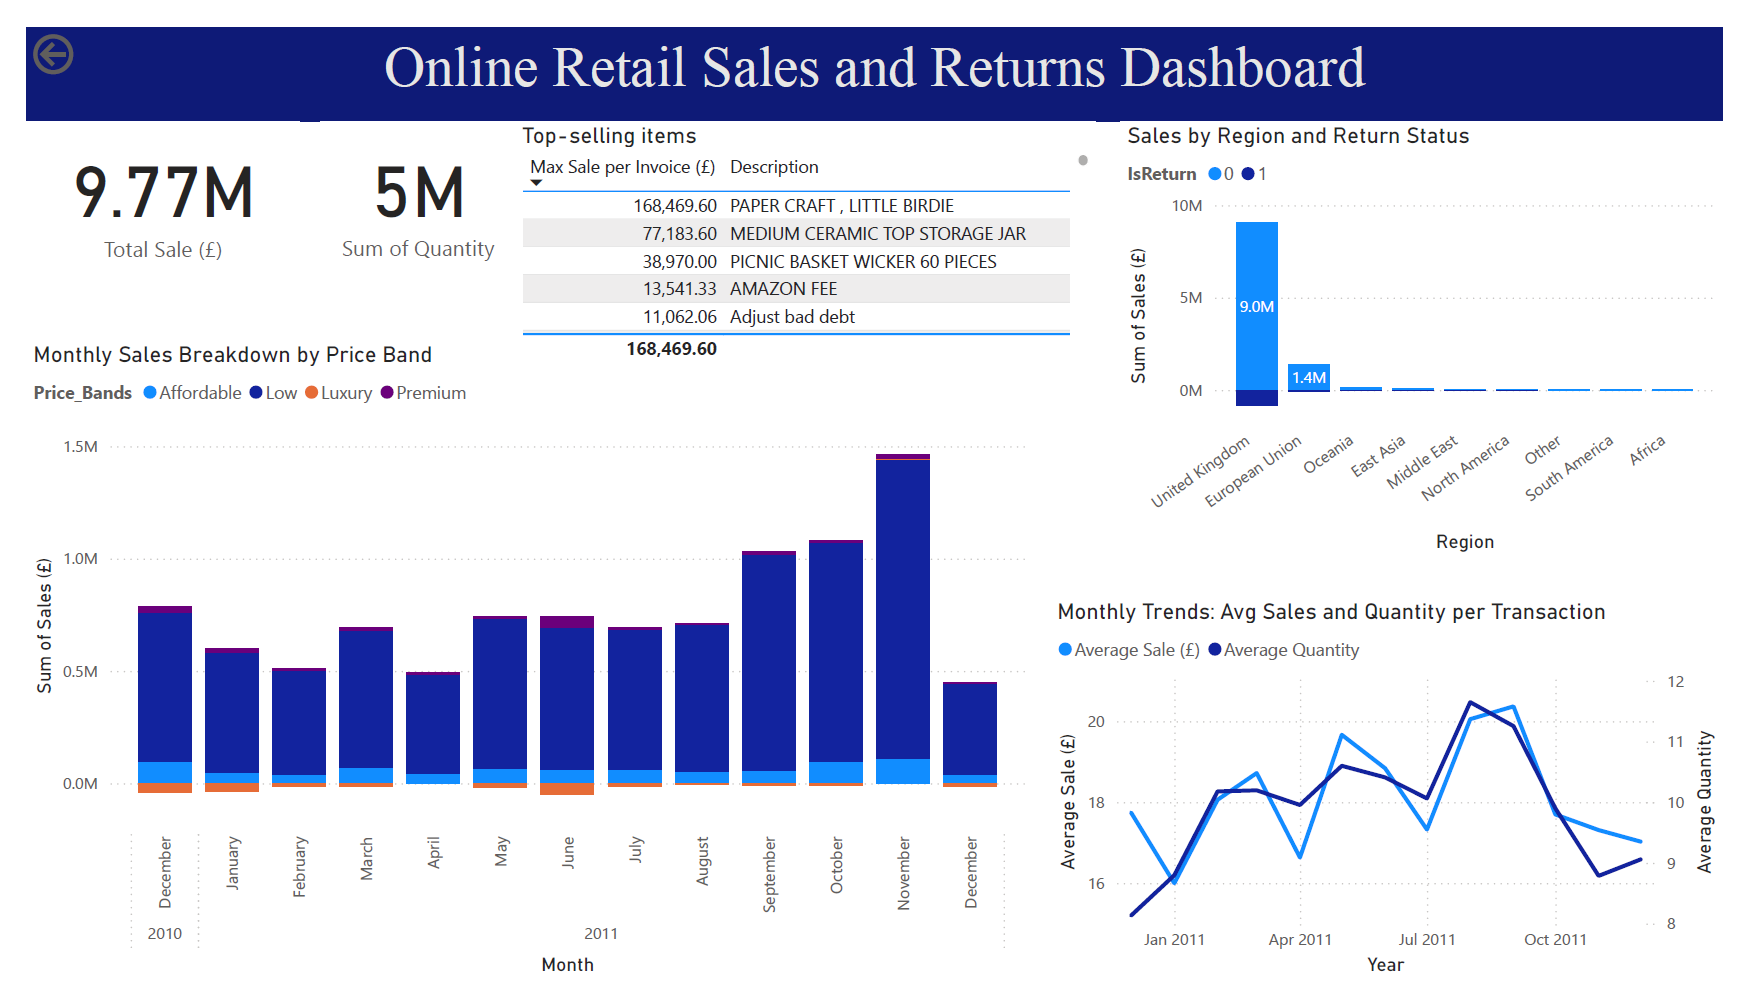 Online Retail Sales and Returns Dashboard
9.77M
Total Sale (£)
5M
Sum of Quantity
Top-selling items
Max Sale per Invoice (£) Description
168,469.60 PAPER CRAFT , LITTLE BIRDIE
77,183.60 MEDIUM CERAMIC TOP STORAGE JAR
38,970.00 PICNIC BASKET WICKER 60 PIECES
13,541.33 AMAZON FEE
11,062.06 Adjust bad debt
168,469.60
Sales by Region and Return Status
IsReturn 0 1
10M
5M
0M
Sum of Sales (£)
9.0M
1.4M
United Kingdom
European Union
Oceania
East Asia
Middle East
North America
Other
South America
Africa
Region
Monthly Sales Breakdown by Price Band
Price_Bands Affordable Low Luxury Premium
1.5M
1.0M
0.5M
0.0M
Sum of Sales (£)
December
January
February
March
April
May
June
July
August
September
October
November
December
2010
2011
Month
Monthly Trends: Avg Sales and Quantity per Transaction
Average Sale (£) Average Quantity
20
18
16
Average Sale (£)
12
11
10
9
8
Average Quantity
Jan 2011
Apr 2011
Jul 2011
Oct 2011
Year